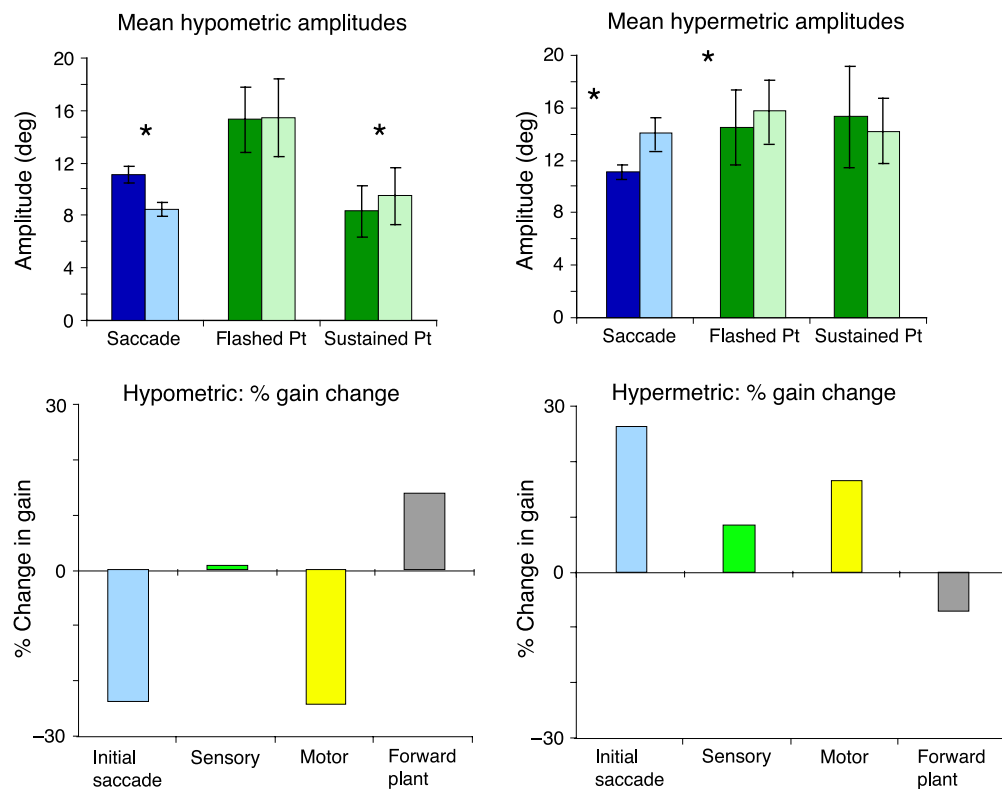 Mean hypometric amplitudes
Amplitude (deg)
20
16
12
8
4
0
*
*
Saccade Flashed Pt Sustained Pt
Mean hypermetric amplitudes
Amplitude (deg)
20
16
12
8
4
0
*
*
Saccade Flashed Pt Sustained Pt
Hypometric: % gain change
% Change in gain
30
0
−30
Initial saccade Sensory Motor Forward plant
Hypermetric: % gain change
% Change in gain
30
0
−30
Initial saccade Sensory Motor Forward plant